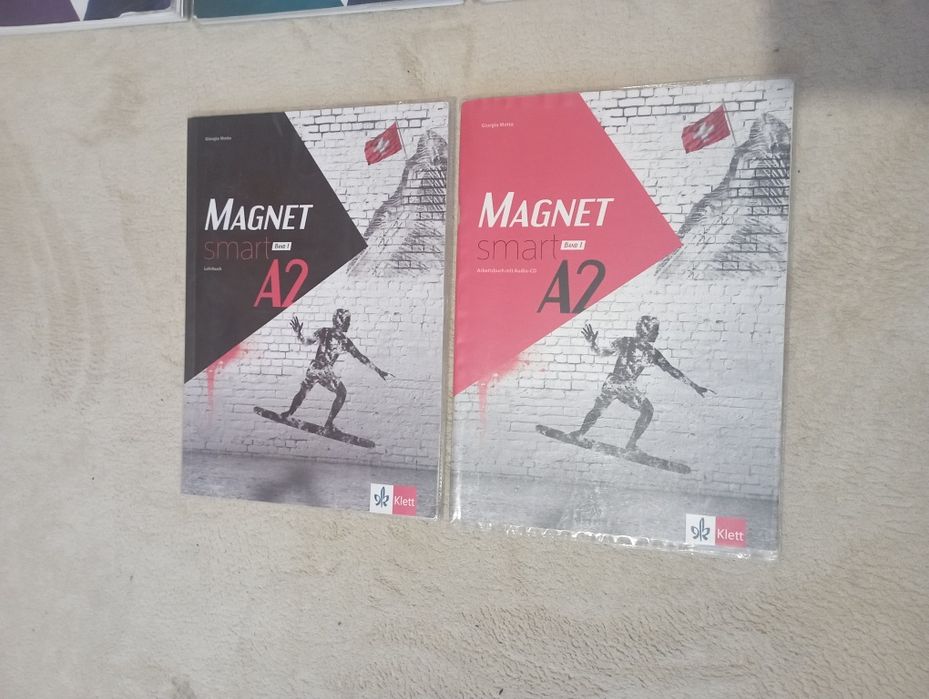 Giorgio Motta
MAGNET
smart BAND 1
Lehrbuch
A2
Klett
Giorgio Motta
MAGNET
smart BAND 1
Arbeitsbuch mit Audio-CD
A2
Klett